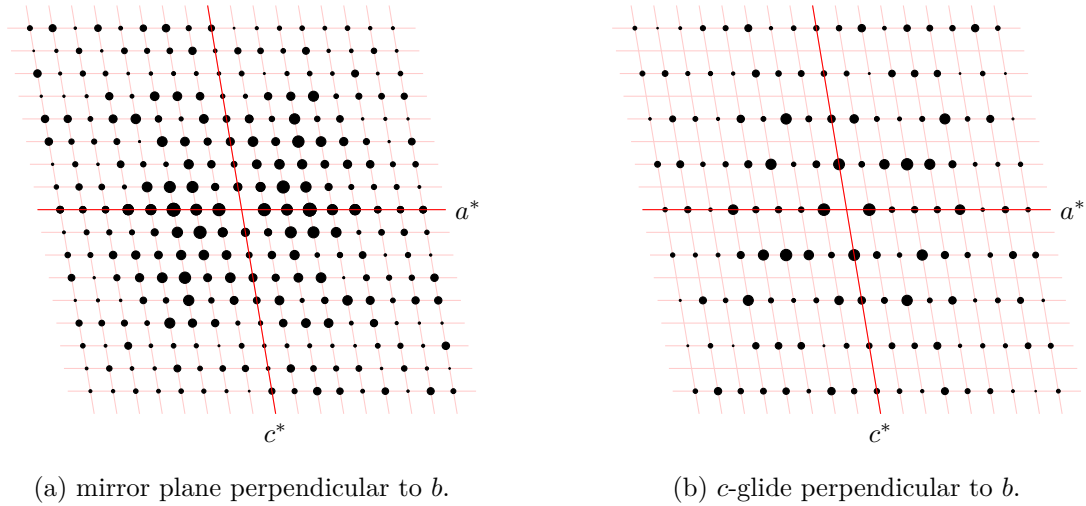 a*
c*
(a) mirror plane perpendicular to b.
a*
c*
(b) c-glide perpendicular to b.